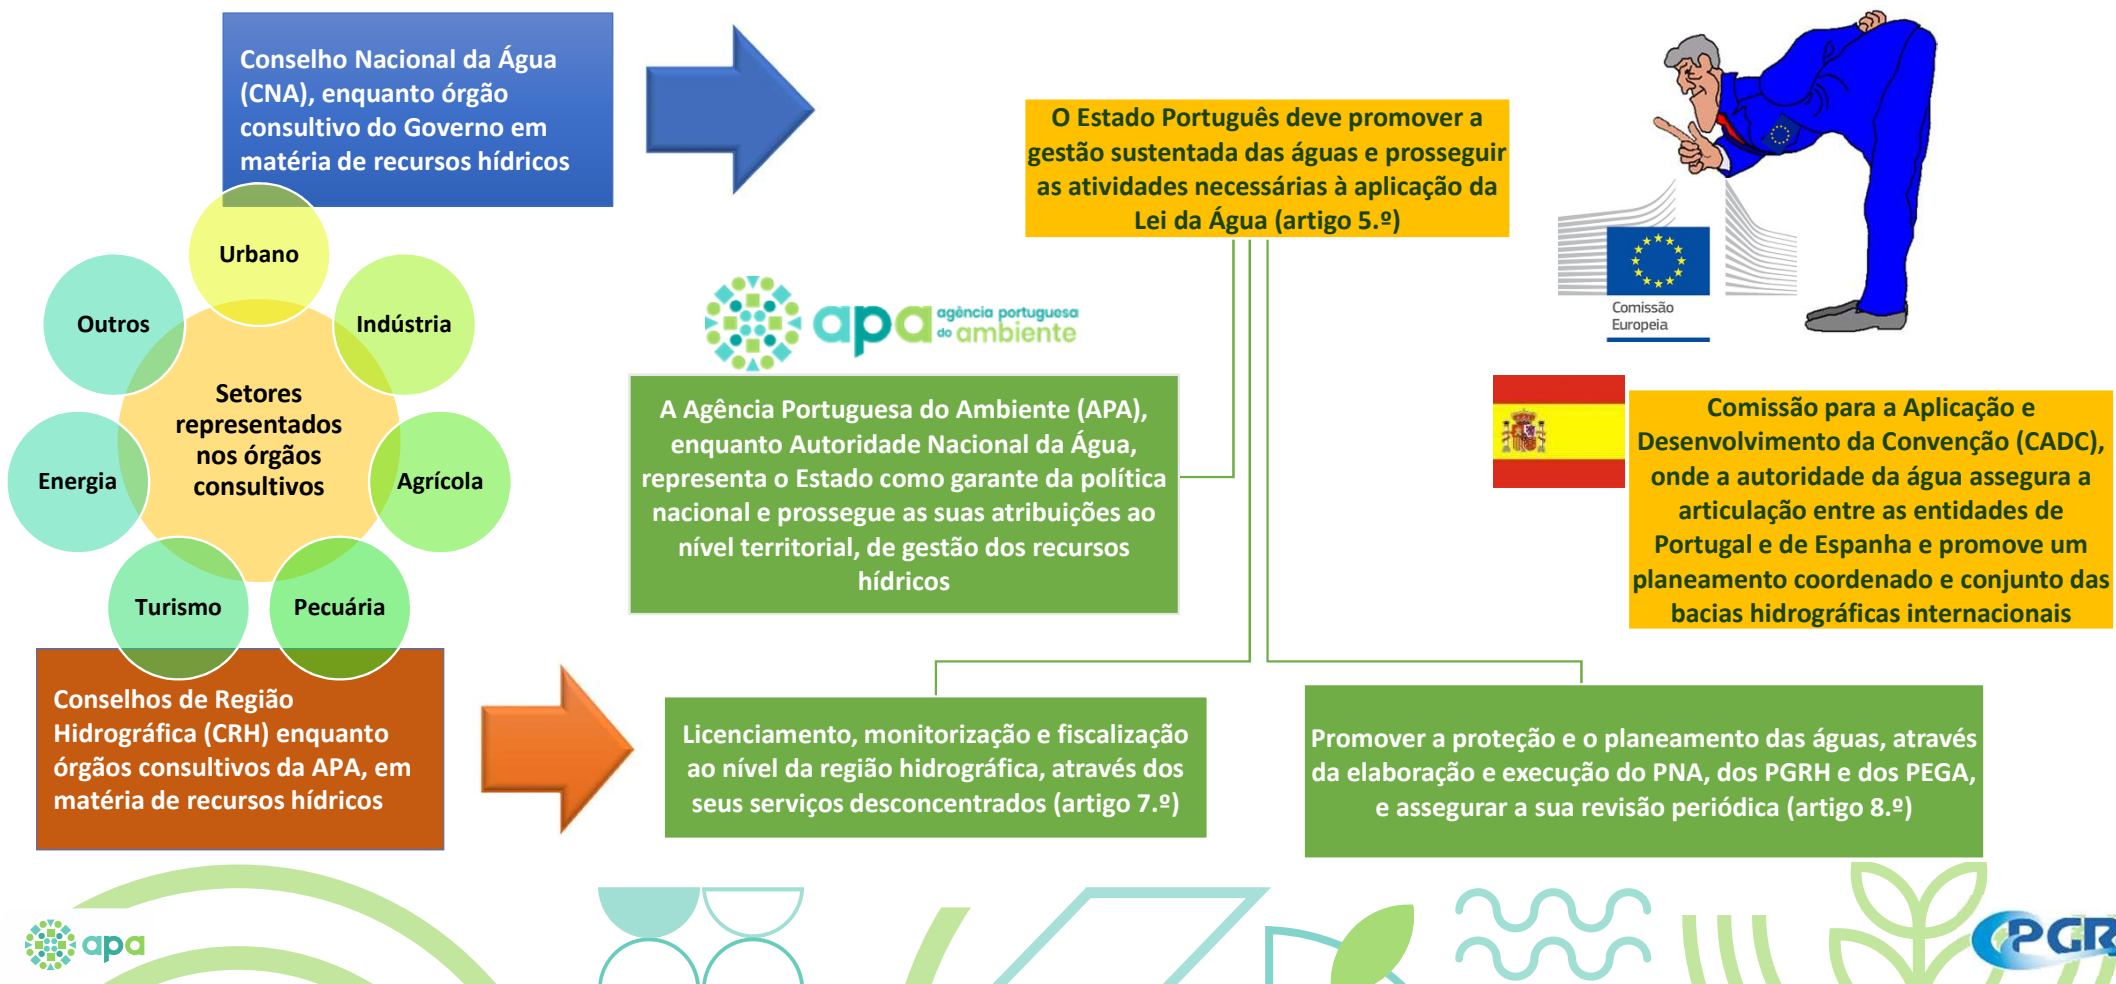 Conselho Nacional da Água
(CNA), enquanto órgão
consultivo do Governo em
matéria de recursos hídricos
Urbano
Indústria
Agrícola
Pecuária
Turismo
Energia
Outros
Setores
representados
nos órgãos
consultivos
Conselhos de Região
Hidrográfica (CRH) enquanto
órgãos consultivos da APA, em
matéria de recursos hídricos
O Estado Português deve promover a
gestão sustentada das águas e prosseguir
as atividades necessárias à aplicação da
Lei da Água (artigo 5.º)
apa agência portuguesa
do ambiente
A Agência Portuguesa do Ambiente (APA),
enquanto Autoridade Nacional da Água,
representa o Estado como garante da política
nacional e prossegue as suas atribuições ao
nível territorial, de gestão dos recursos
hídricos
Licenciamento, monitorização e fiscalização
ao nível da região hidrográfica, através dos
seus serviços desconcentrados (artigo 7.º)
Promover a proteção e o planeamento das águas, através
da elaboração e execução do PNA, dos PGRH e dos PEGA,
e assegurar a sua revisão periódica (artigo 8.º)
Comissão
Europeia
Comissão para a Aplicação e
Desenvolvimento da Convenção (CADC),
onde a autoridade da água assegura a
articulação entre as entidades de
Portugal e de Espanha e promove um
planeamento coordenado e conjunto das
bacias hidrográficas internacionais
apa
PGR